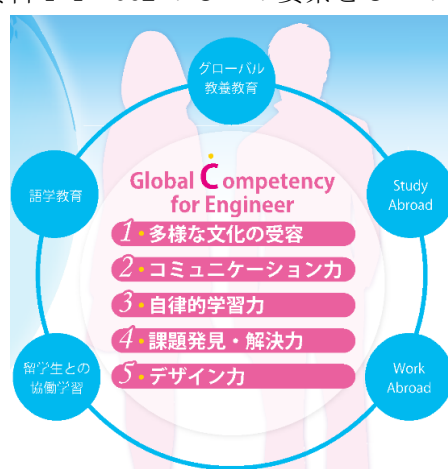 グローバル
教養教育
語学教育
Study
Abroad
Global Competency
for Engineer
1・多様な文化の受容
2・コミュニケーション力
3・自律的学習力
4・課題発見・解決力
5・デザイン力
留学生との
協働学習
Work
Abroad